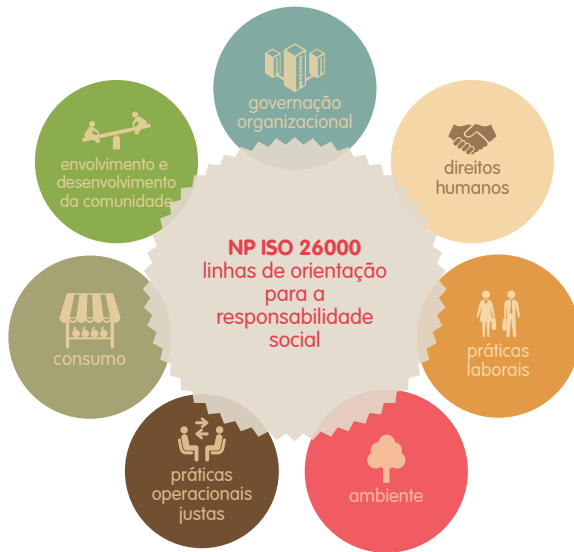 governação
organizacional
direitos
humanos
práticas
laborais
ambiente
práticas
operacionais
justas
consumo
envolvimento e
desenvolvimento
da comunidade
NP ISO 26000
linhas de orientação
para a
responsabilidade
social